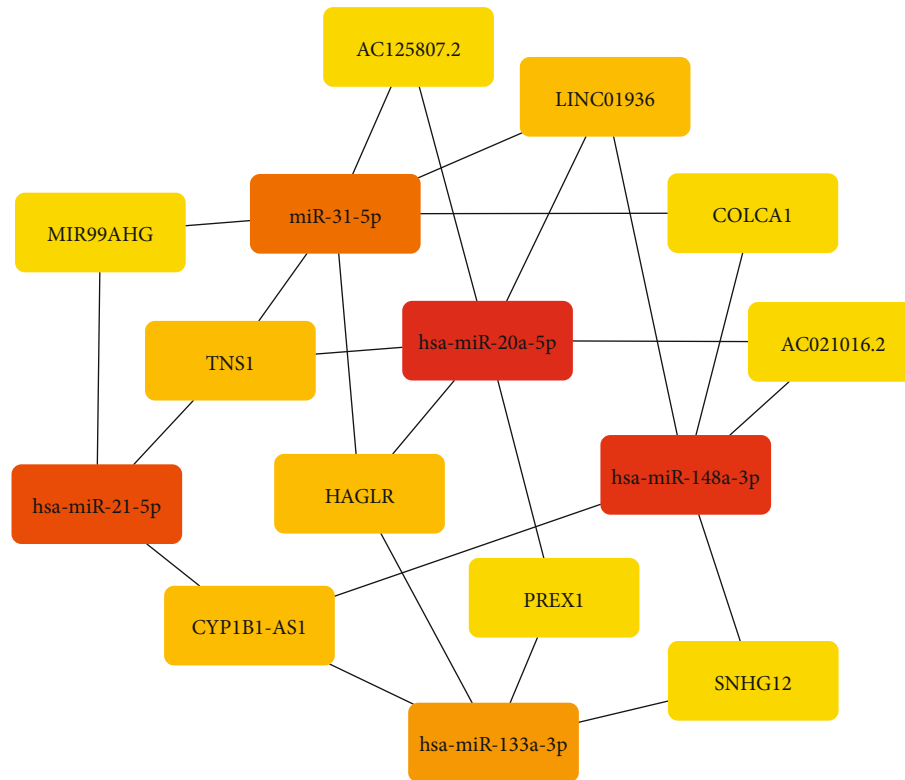 AC125807.2
LINC01936
miR-31-5p
COLCA1
MIR99AHG
hsa-miR-20a-5p
AC021016.2
TNS1
hsa-miR-148a-3p
HAGLR
hsa-miR-21-5p
PREX1
CYP1B1-AS1
SNHG12
hsa-miR-133a-3p